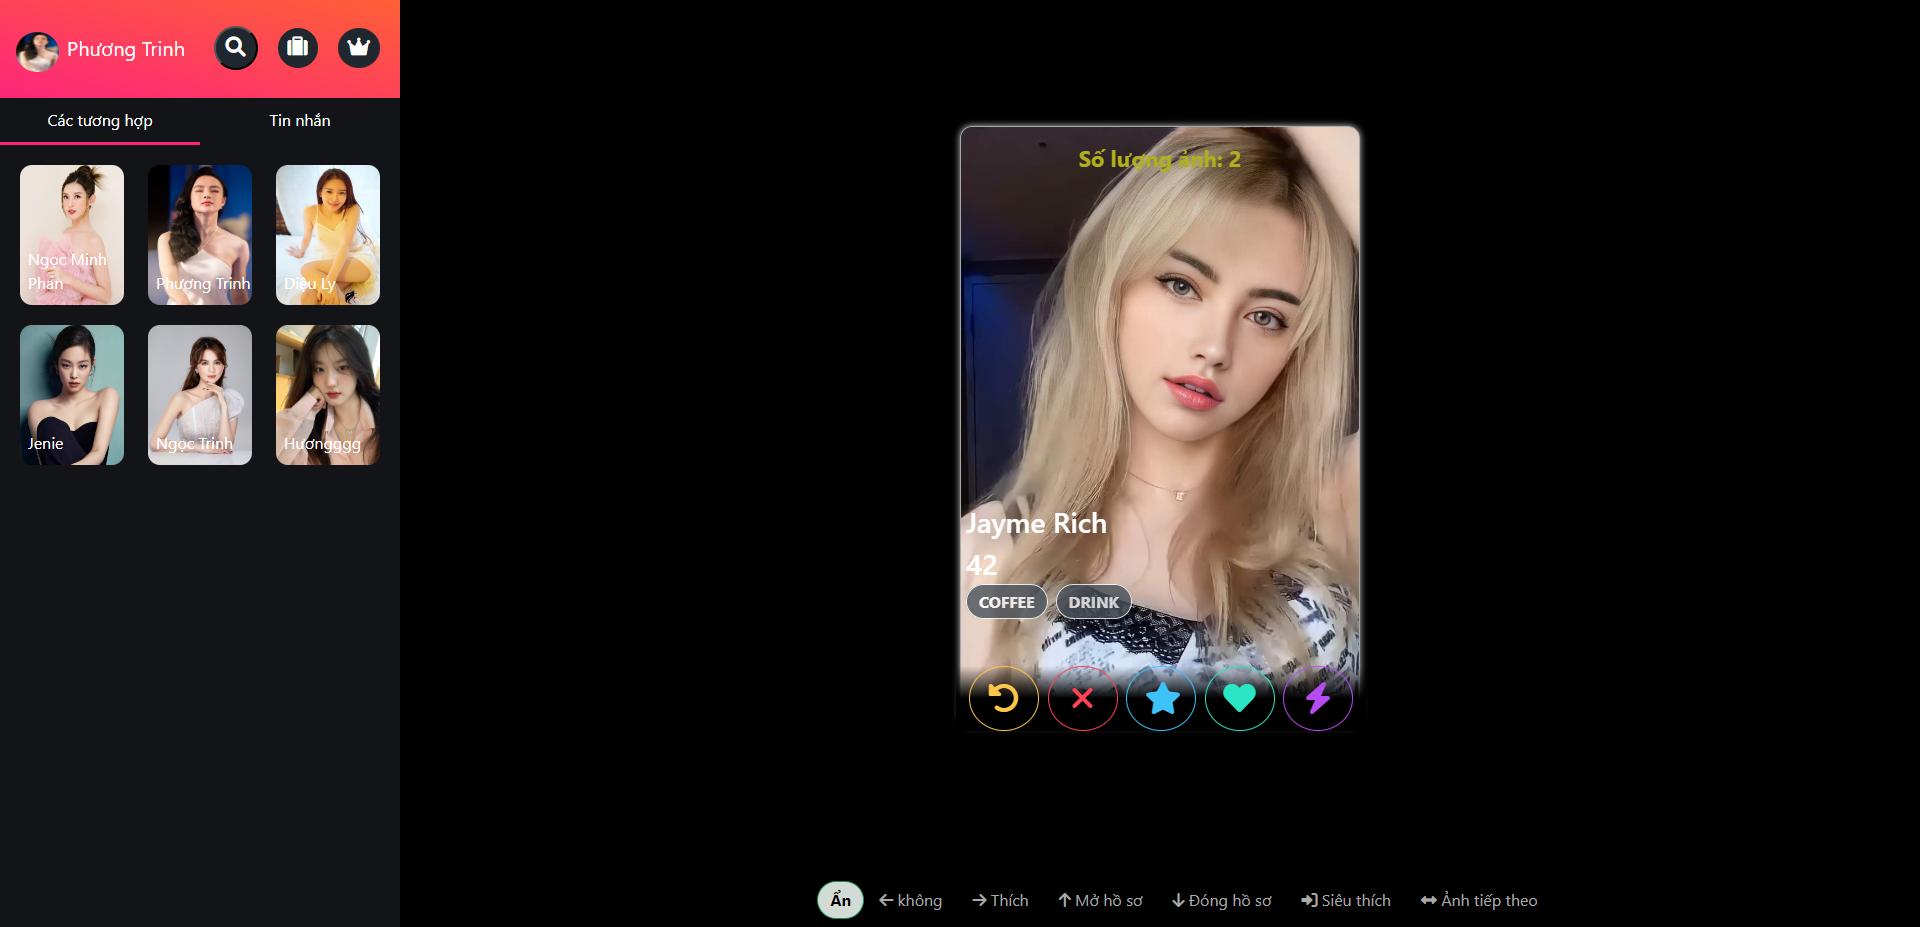 Phương Trinh
Các tương hợp
Tin nhắn
Ngọc Minh
Phan
Phương Trinh
Diệu Ly
Jenie
Ngọc Trinh
Hươngggg
Số lượng ảnh: 2
Jayme Rich
42
COFFEE
DRINK
Ẩn
không
Thích
Mở hồ sơ
Đóng hồ sơ
Siêu thích
Ảnh tiếp theo